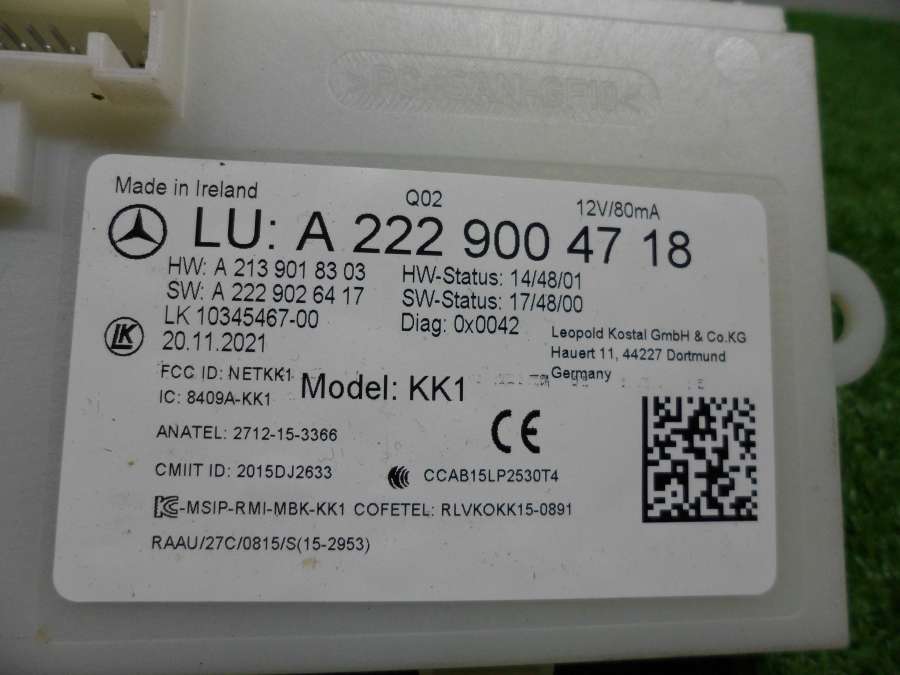 Made in Ireland Q02 12V/80mA
LU: A 222 900 47 18
HW: A 213 901 83 03 HW-Status: 14/48/01
SW: A 222 902 64 17 SW-Status: 17/48/00
LK 10345467-00 Diag: 0x0042
LK 20.11.2021
Leopold Kostal GmbH & Co.KG
Hauert 11, 44227 Dortmund
Germany
FCC ID: NETKK1 Model: KK1
IC: 8409A-KK1
ANATEL: 2712-15-3366 CE
CMIIT ID: 2015DJ2633 CCAB15LP2530T4
KC-MSIP-RMI-MBK-KK1 COFETEL: RLVKOKK15-0891
RAAU/27C/0815/S(15-2953)